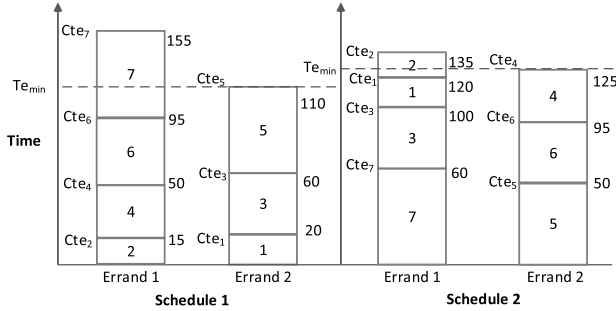 Cte7
155
7
Temin
Cte5
110
Cte6
95
5
Time
6
Cte4
50
Cte3
60
4
3
Cte2
15
2
Cte1
20
1
Errand 1
Errand 2
Schedule 1
Cte2
135
2
Temin
Cte4
125
Cte1
120
1
4
Cte3
100
Cte6
95
3
6
Cte7
60
Cte5
50
7
5
Errand 1
Errand 2
Schedule 2